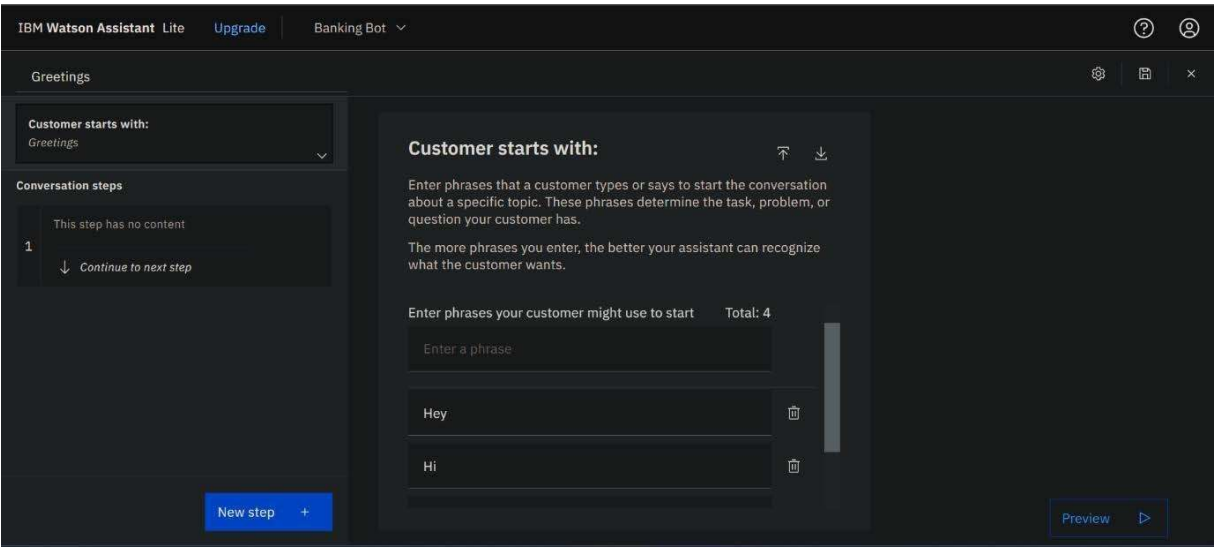 IBM Watson Assistant Lite Upgrade Banking Bot
Greetings
Customer starts with:
Greetings
Conversation steps
This step has no content
1
Continue to next step
New step +
Customer starts with:
Enter phrases that a customer types or says to start the conversation
about a specific topic. These phrases determine the task, problem, or
question your customer has.
The more phrases you enter, the better your assistant can recognize
what the customer wants.
Enter phrases your customer might use to start Total: 4
Enter a phrase
Hey
Hi
Preview